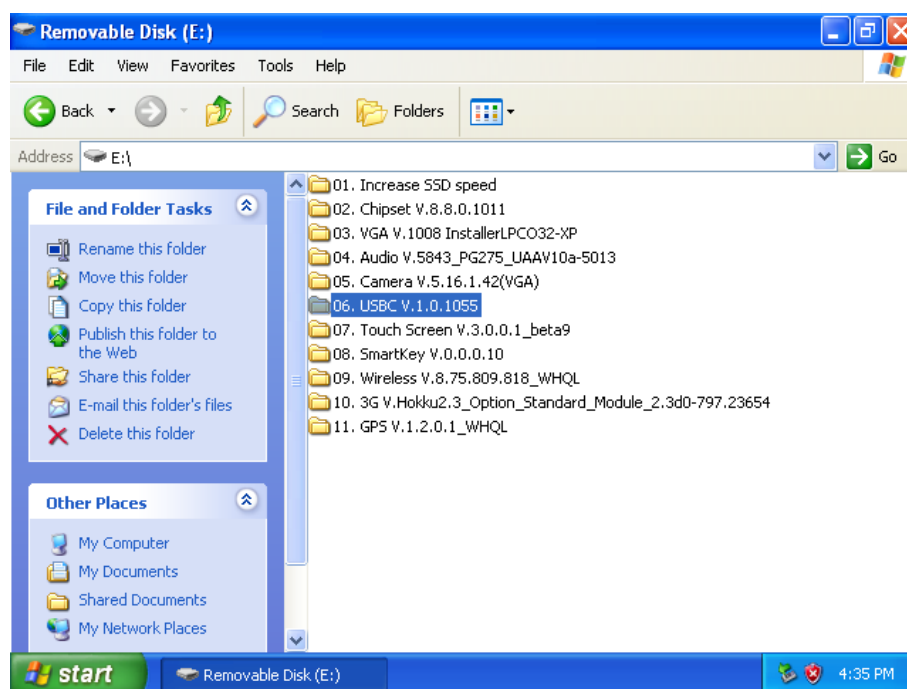 Removable Disk (E:)
File Edit View Favorites Tools Help
Back Search Folders
Address E:\ Go
File and Folder Tasks
Rename this folder
Move this folder
Copy this folder
Publish this folder to
the Web
Share this folder
E-mail this folder's files
Delete this folder
Other Places
My Computer
My Documents
Shared Documents
My Network Places
01. Increase SSD speed
02. Chipset V.8.8.0.1011
03. VGA V.1008 InstallerLPCO32-XP
04. Audio V.5843_PG275_UAAV10a-5013
05. Camera V.5.16.1.42(VGA)
06. USBC V.1.0.1055
07. Touch Screen V.3.0.0.1_beta9
08. SmartKey V.0.0.0.10
09. Wireless V.8.75.809.818_WHQL
10. 3G V.Hokku2.3_Option_Standard_Module_2.3d0-797.23654
11. GPS V.1.2.0.1_WHQL
start Removable Disk (E:) 4:35 PM